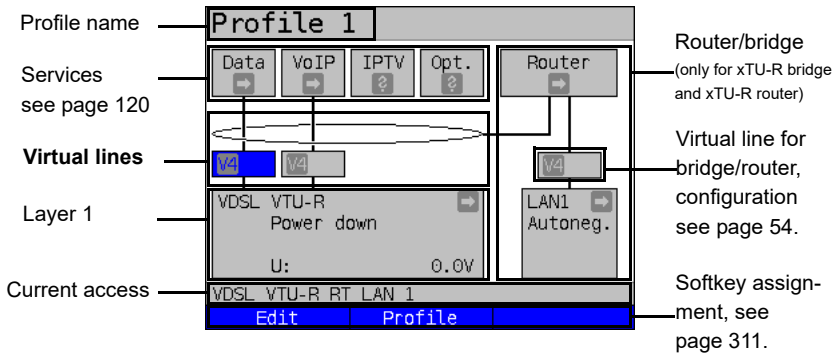 Profile name
Services
see page 120
Virtual lines
Layer 1
Current access
Profile 1
Data VoIP IPTV Opt. Router
? ?
V4 V4 V4
VDSL VTU-R
Power down
U: 0.0V
LAN1
Autoneg.
VDSL VTU-R RT LAN 1
Edit Profile
Router/bridge
(only for xTU-R bridge
and xTU-R router)
Virtual line for
bridge/router,
configuration
see page 54.
Softkey assign-
ment, see
page 311.